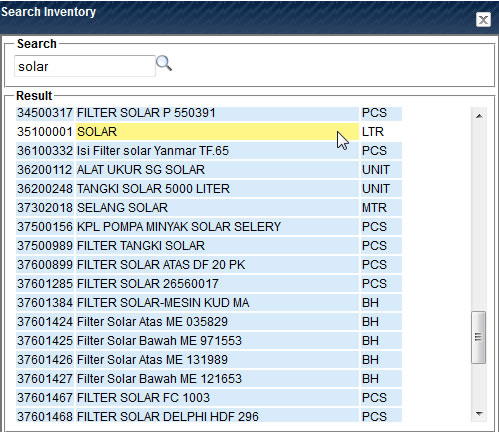 Search Inventory
Search
solar
Result
34500317 FILTER SOLAR P 550391 PCS
35100001 SOLAR LTR
36100332 Isi Filter solar Yanmar TF.65 PCS
36200112 ALAT UKUR SG SOLAR UNIT
36200248 TANGKI SOLAR 5000 LITER UNIT
37302018 SELANG SOLAR MTR
37500156 KPL POMPA MINYAK SOLAR SELERY PCS
37500989 FILTER TANGKI SOLAR PCS
37600899 FILTER SOLAR ATAS DF 20 PK PCS
37601285 FILTER SOLAR 26560017 PCS
37601384 FILTER SOLAR-MESIN KUD MA BH
37601424 Filter Solar Atas ME 035829 BH
37601425 Filter Solar Bawah ME 971553 BH
37601426 Filter Solar Atas ME 131989 BH
37601427 Filter Solar Bawah ME 121653 BH
37601467 FILTER SOLAR FC 1003 PCS
37601468 FILTER SOLAR DELPHI HDF 296 PCS